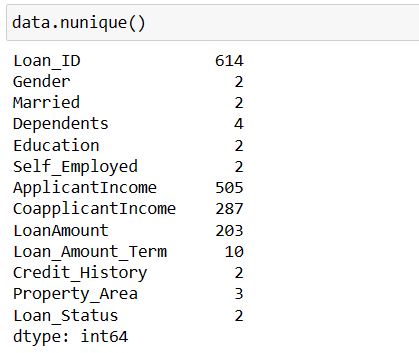 data.nunique()
Loan_ID 614
Gender 2
Married 2
Dependents 4
Education 2
Self_Employed 2
ApplicantIncome 505
CoapplicantIncome 287
LoanAmount 203
Loan_Amount_Term 10
Credit_History 2
Property_Area 3
Loan_Status 2
dtype: int64